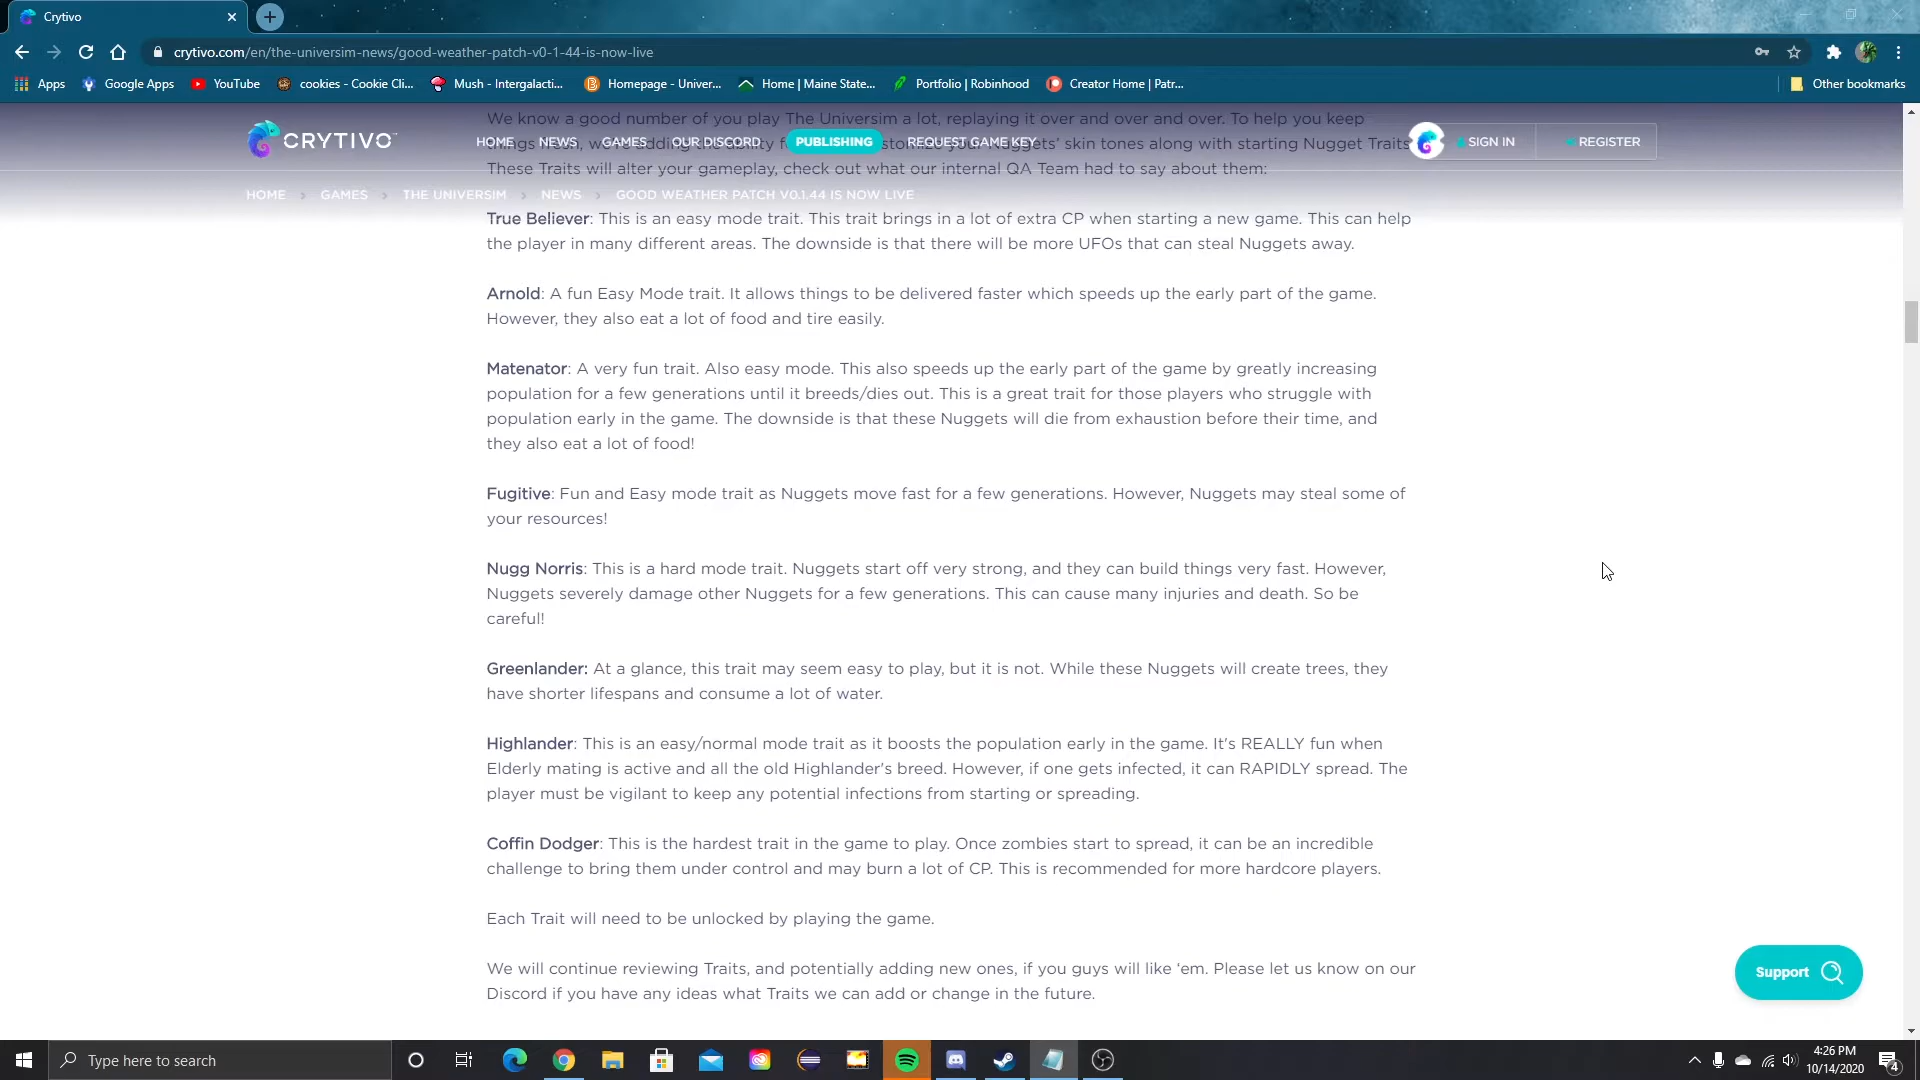 Crytivo
crytivo.com/en/the-universim-news/good-weather-patch-v0-1-44-is-now-live
Apps Google Apps YouTube cookies - Cookie Cli... Mush - Intergalacti... Homepage - Univer... Home | Maine State... Portfolio | Robinhood Creator Home | Patr... Other bookmarks
We know a good number of you play The Universim a lot, replaying it over and over and over. To help you keep
CRYTIVO HOME NEWS GAMES OUR DISCORD PUBLISHING REQUEST GAME KEY SIGN IN REGISTER
skin tones along with starting Nugget Traits
These Traits will alter your gameplay, check out what our internal QA Team had to say about them:
HOME > GAMES > THE UNIVERSIM > NEWS > GOOD WEATHER PATCH V0.1.44 IS NOW LIVE
True Believer: This is an easy mode trait. This trait brings in a lot of extra CP when starting a new game. This can help
the player in many different areas. The downside is that there will be more UFOs that can steal Nuggets away.
Arnold: A fun Easy Mode trait. It allows things to be delivered faster which speeds up the early part of the game.
However, they also eat a lot of food and tire easily.
Matenator: A very fun trait. Also easy mode. This also speeds up the early part of the game by greatly increasing
population for a few generations until it breeds/dies out. This is a great trait for those players who struggle with
population early in the game. The downside is that these Nuggets will die from exhaustion before their time, and
they also eat a lot of food!
Fugitive: Fun and Easy mode trait as Nuggets move fast for a few generations. However, Nuggets may steal some of
your resources!
Nugg Norris: This is a hard mode trait. Nuggets start off very strong, and they can build things very fast. However,
Nuggets severely damage other Nuggets for a few generations. This can cause many injuries and death. So be
careful!
Greenlander: At a glance, this trait may seem easy to play, but it is not. While these Nuggets will create trees, they
have shorter lifespans and consume a lot of water.
Highlander: This is an easy/normal mode trait as it boosts the population early in the game. It's REALLY fun when
Elderly mating is active and all the old Highlander's breed. However, if one gets infected, it can RAPIDLY spread. The
player must be vigilant to keep any potential infections from starting or spreading.
Coffin Dodger: This is the hardest trait in the game to play. Once zombies start to spread, it can be an incredible
challenge to bring them under control and may burn a lot of CP. This is recommended for more hardcore players.
Each Trait will need to be unlocked by playing the game.
We will continue reviewing Traits, and potentially adding new ones, if you guys will like ‘em. Please let us know on our
Discord if you have any ideas what Traits we can add or change in the future.
Support
Type here to search
4:26 PM
10/14/2020
4